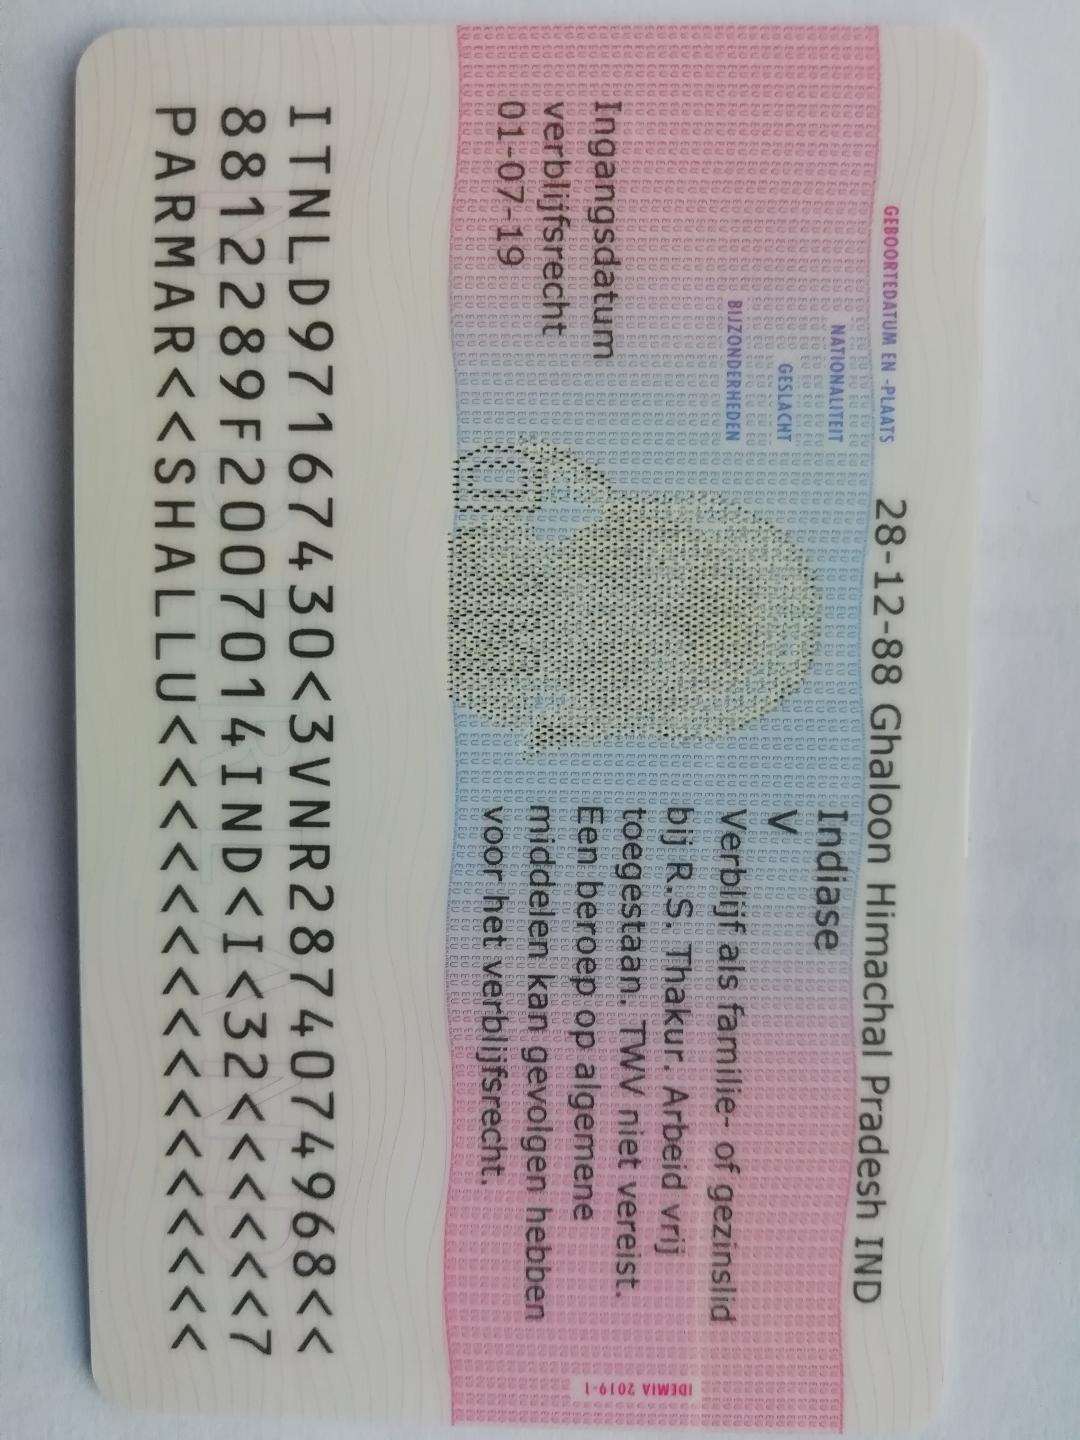 GEBOORTEDATUM EN -PLAATS 28-12-88 Ghaloon Himachal Pradesh IND
NATIONALITEIT Indiase
GESLACHT V
BIJZONDERHEDEN Verblijf als familie- of gezinslid
bij R.S. Thakur. Arbeid vrij
toegestaan. TWV niet vereist.
Een beroep op algemene
middelen kan gevolgen hebben
voor het verblijfsrecht.
Ingangsdatum
verblijfsrecht
01-07-19
IDEMIA 2019-1
NEDERLAND
ITNLD97167430<3VNR2874074968<<
8812289F2007014IND<I<32<<<<<<7
PARMAR<<SHALLU<<<<<<<<<<<<<<<<